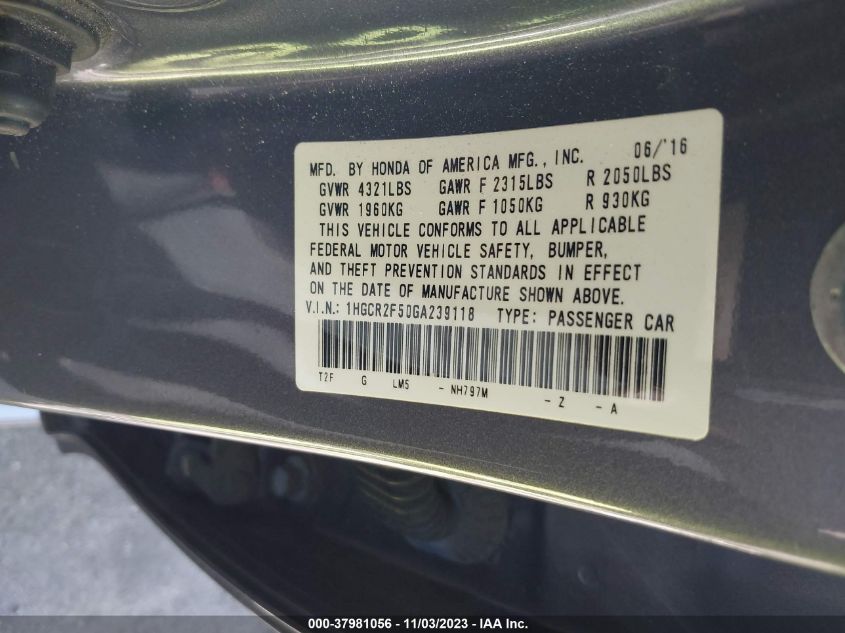 MFD. BY HONDA OF AMERICA MFG., INC. 06/'16
GVWR 4321LBS GAWR F 2315LBS R 2050LBS
GVWR 1960KG GAWR F 1050KG R 930KG
THIS VEHICLE CONFORMS TO ALL APPLICABLE
FEDERAL MOTOR VEHICLE SAFETY, BUMPER,
AND THEFT PREVENTION STANDARDS IN EFFECT
ON THE DATE OF MANUFACTURE SHOWN ABOVE.
V.I.N.: 1HGCR2F50GA239118 TYPE: PASSENGER CAR
T2F G LM5 - NH797M - Z - A
000-37981056 - 11/03/2023 - IAA Inc.